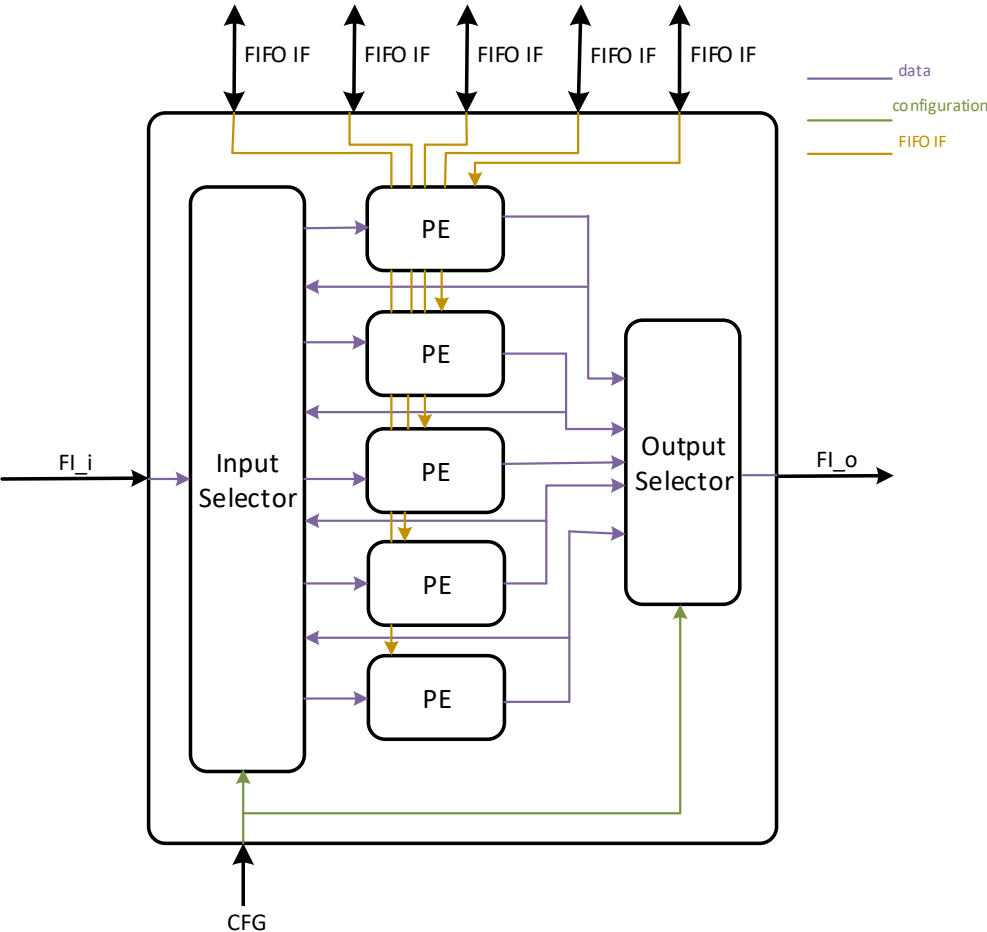 FIFO IF
FIFO IF
FIFO IF
FIFO IF
FIFO IF
data
configuration
FIFO IF
PE
PE
PE
PE
PE
Input
Selector
Output
Selector
FI_i
FI_o
CFG